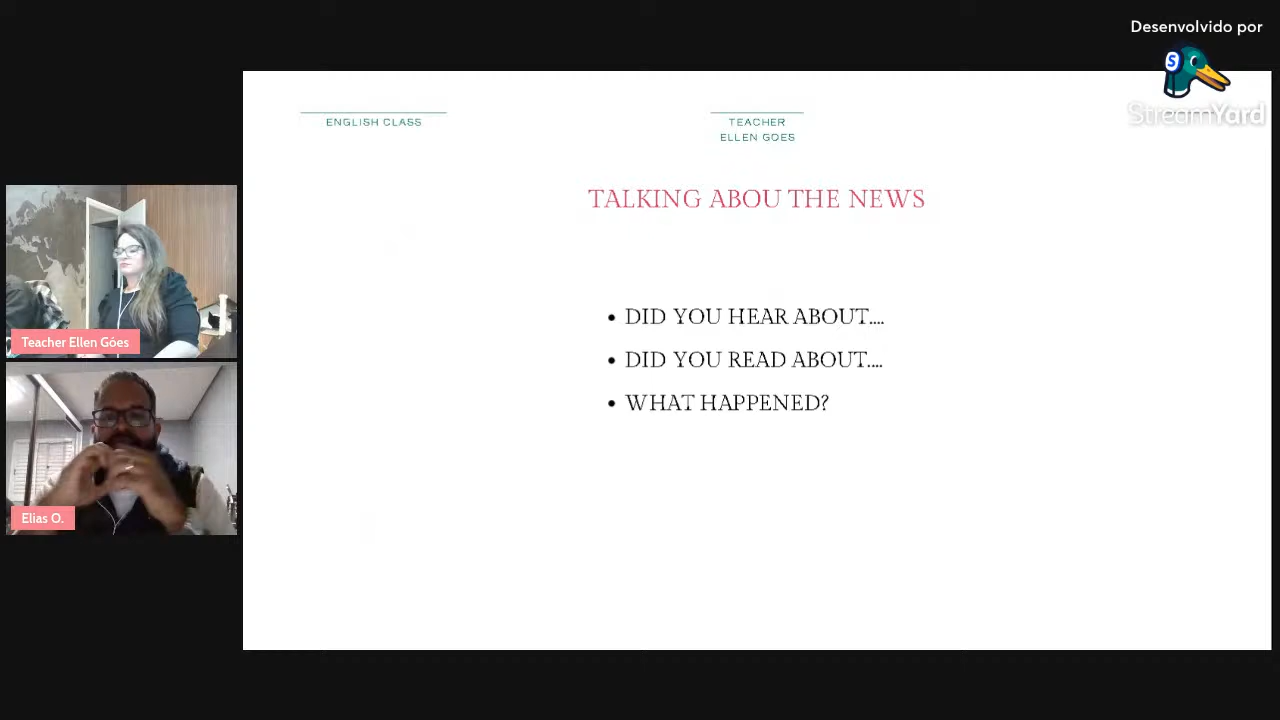 Desenvolvido por
StreamYard
ENGLISH CLASS
TEACHER
ELLEN GOES
TALKING ABOU THE NEWS
• DID YOU HEAR ABOUT....
• DID YOU READ ABOUT....
• WHAT HAPPENED?
Teacher Ellen Góes
Elias O.